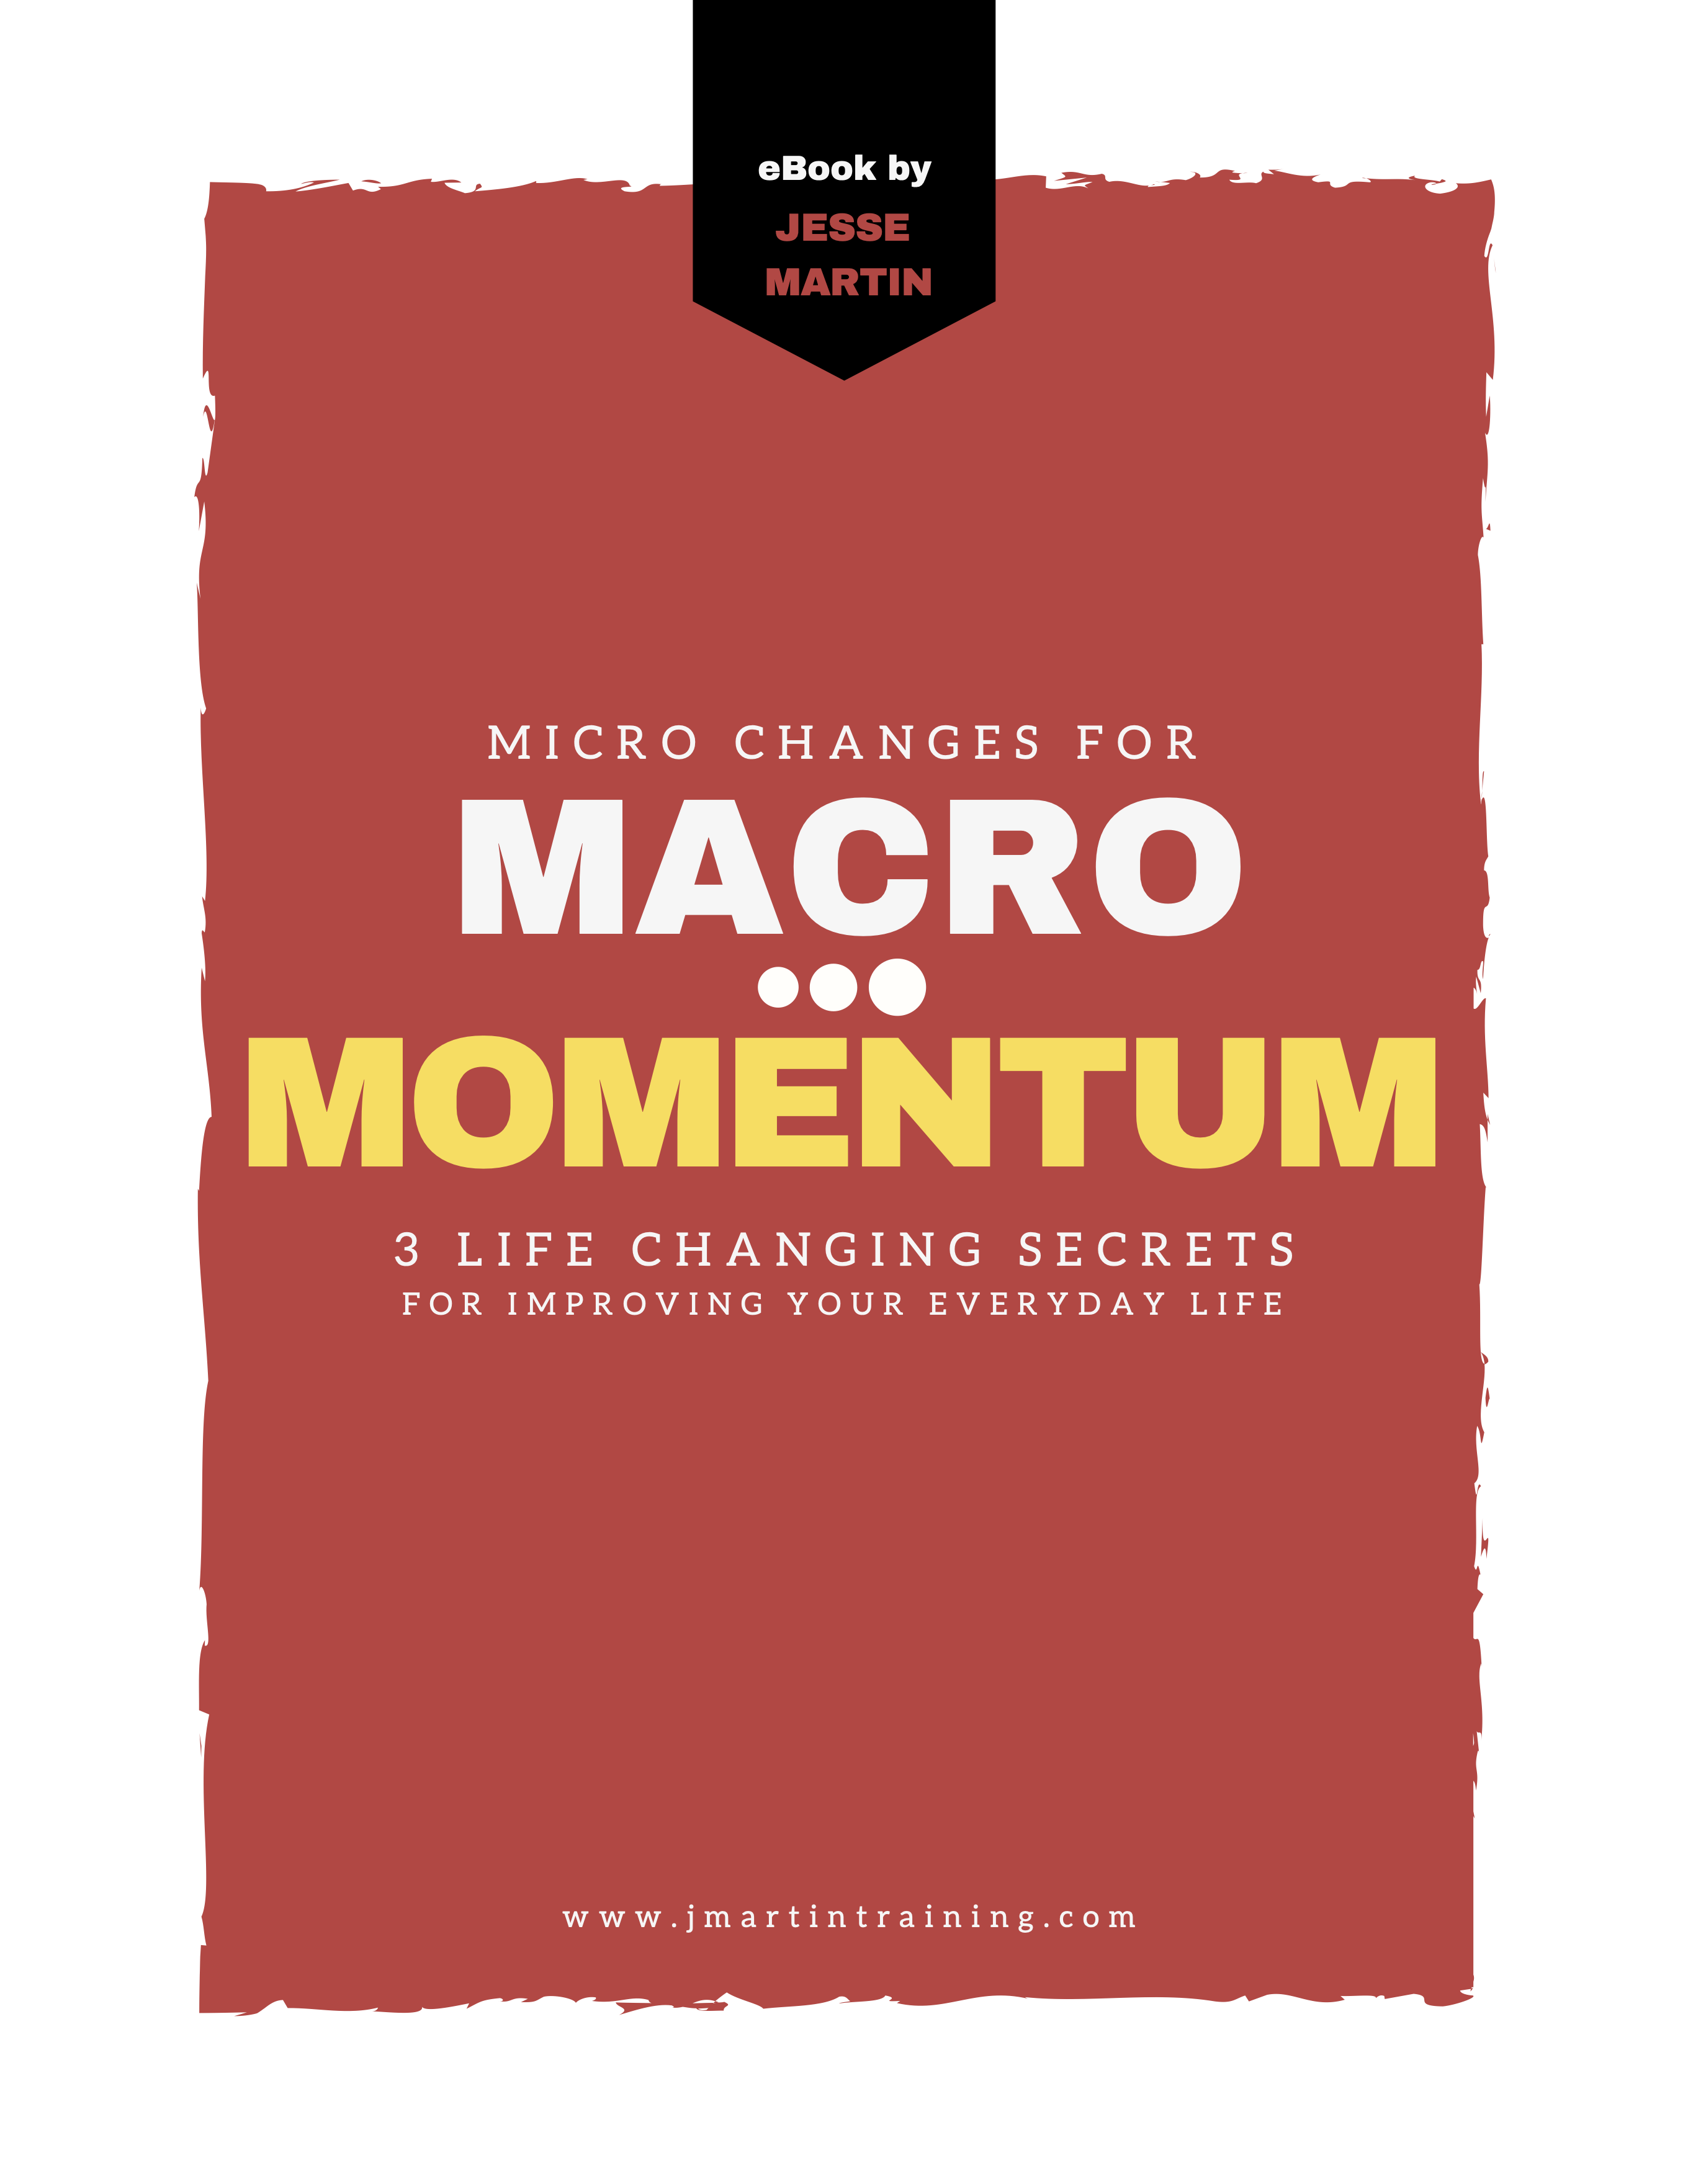 eBook by
JESSE
MARTIN
MICRO CHANGES FOR
MACRO
MOMENTUM
3 LIFE CHANGING SECRETS
FOR IMPROVING YOUR EVERYDAY LIFE
www.jmartintraining.com